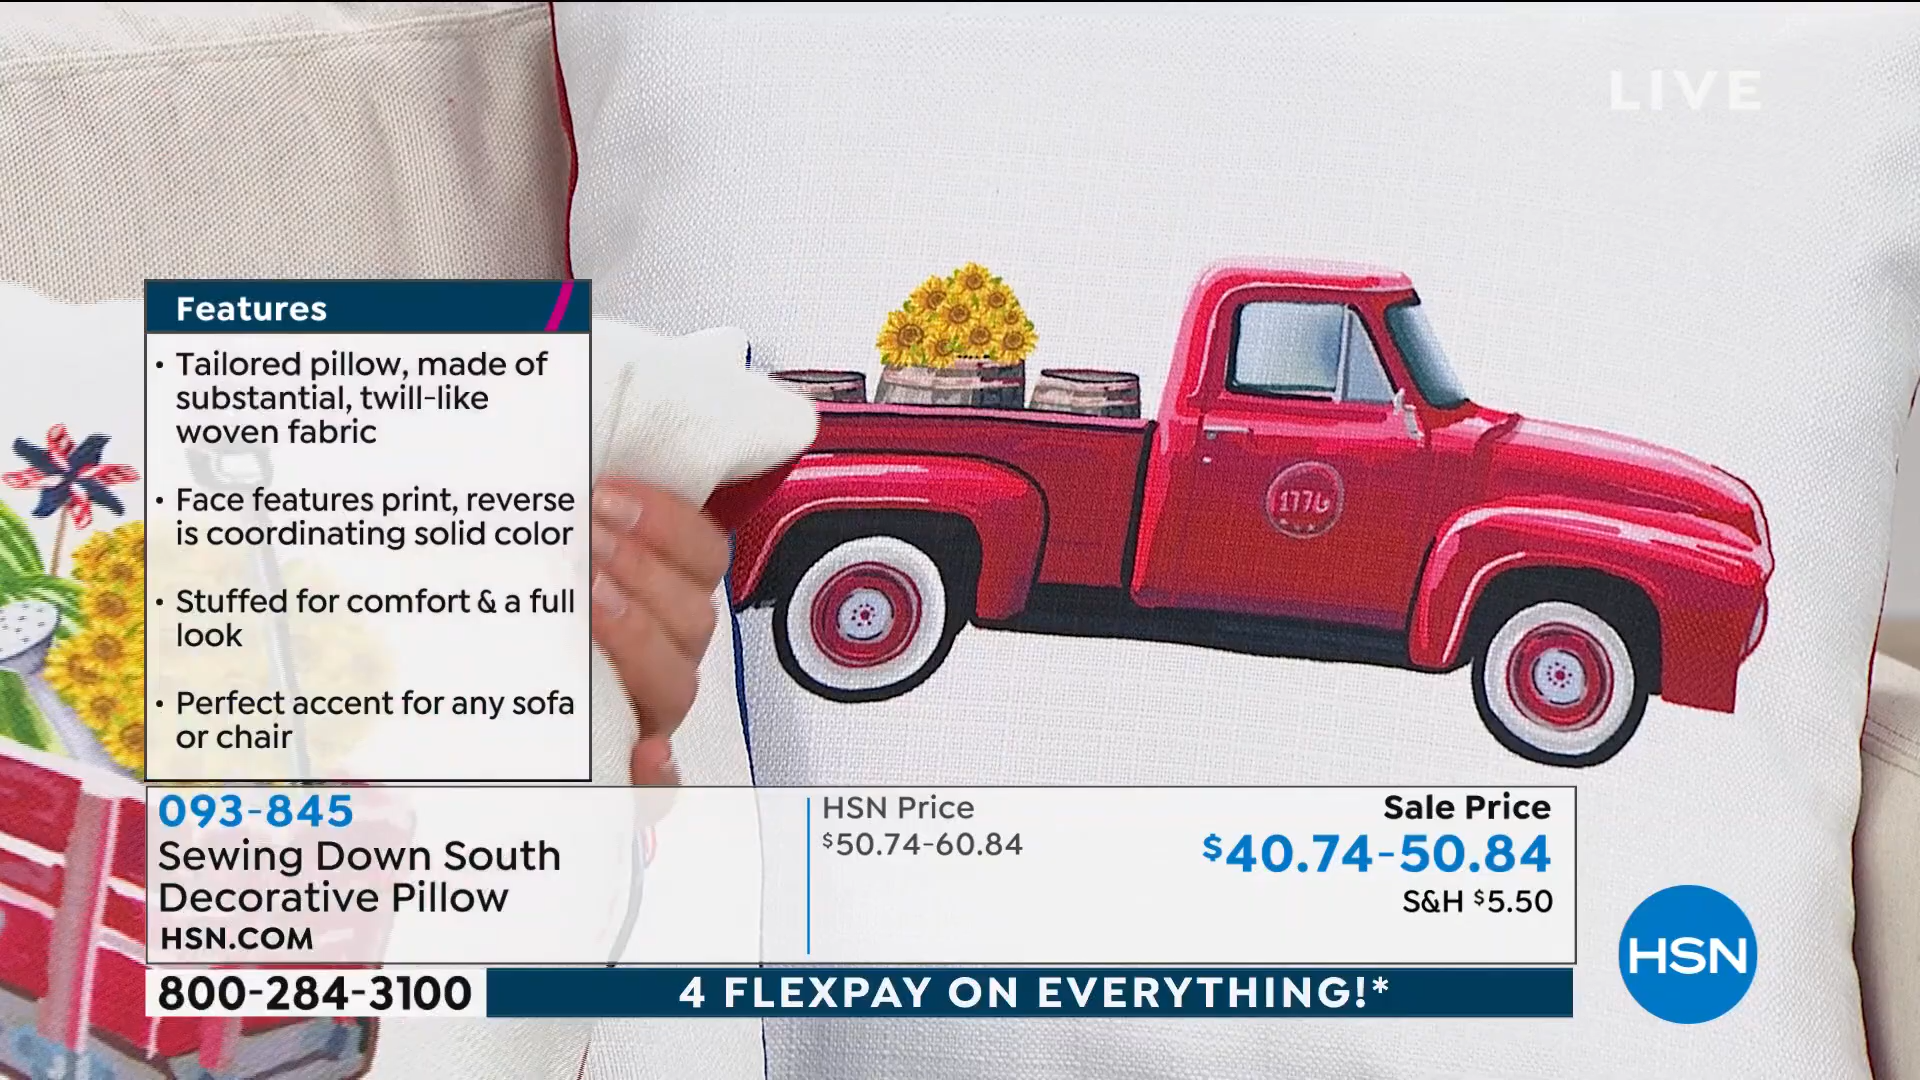 LIVE
Features
• Tailored pillow, made of
substantial, twill-like
woven fabric
• Face features print, reverse
is coordinating solid color
• Stuffed for comfort & a full
look
• Perfect accent for any sofa
or chair
1776
093-845
Sewing Down South
Decorative Pillow
HSN.COM
HSN Price
$50.74-60.84
Sale Price
$40.74-50.84
S&H $5.50
800-284-3100
4 FLEXPAY ON EVERYTHING!*
HSN